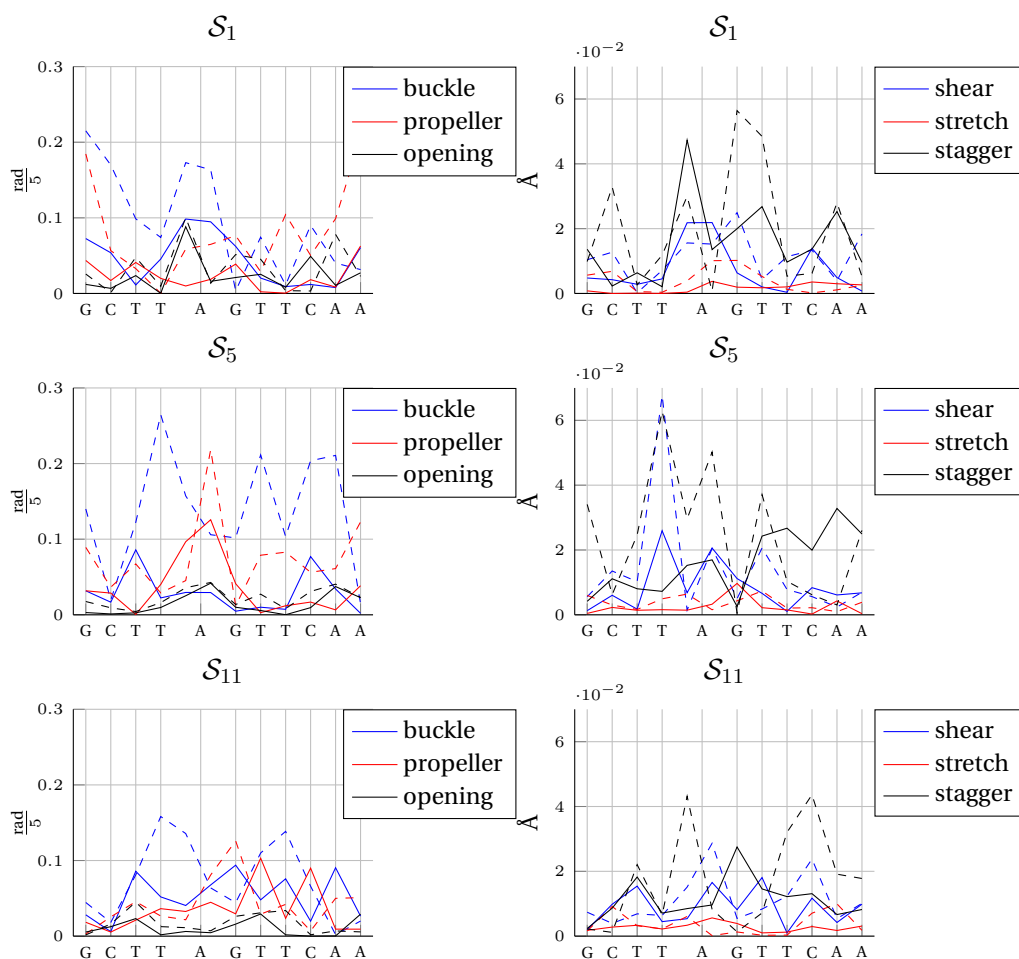 𝒮₁
0.3
0.2
0.1
0
rad/5
G C T T A G T T C A A
buckle
propeller
opening
𝒮₁
·10⁻²
6
4
2
0
Å
G C T T A G T T C A A
shear
stretch
stagger
𝒮₅
0.3
0.2
0.1
0
rad/5
G C T T A G T T C A A
buckle
propeller
opening
𝒮₅
·10⁻²
6
4
2
0
Å
G C T T A G T T C A A
shear
stretch
stagger
𝒮₁₁
0.3
0.2
0.1
0
rad/5
G C T T A G T T C A A
buckle
propeller
opening
𝒮₁₁
·10⁻²
6
4
2
0
Å
G C T T A G T T C A A
shear
stretch
stagger